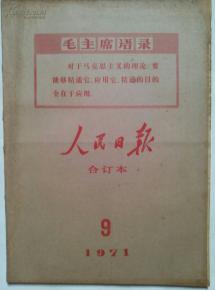 毛主席语录
对于马克思主义的理论，要
能够精通它、应用它，精通的目的
全在于应用。
人民日报
合订本
9
1971